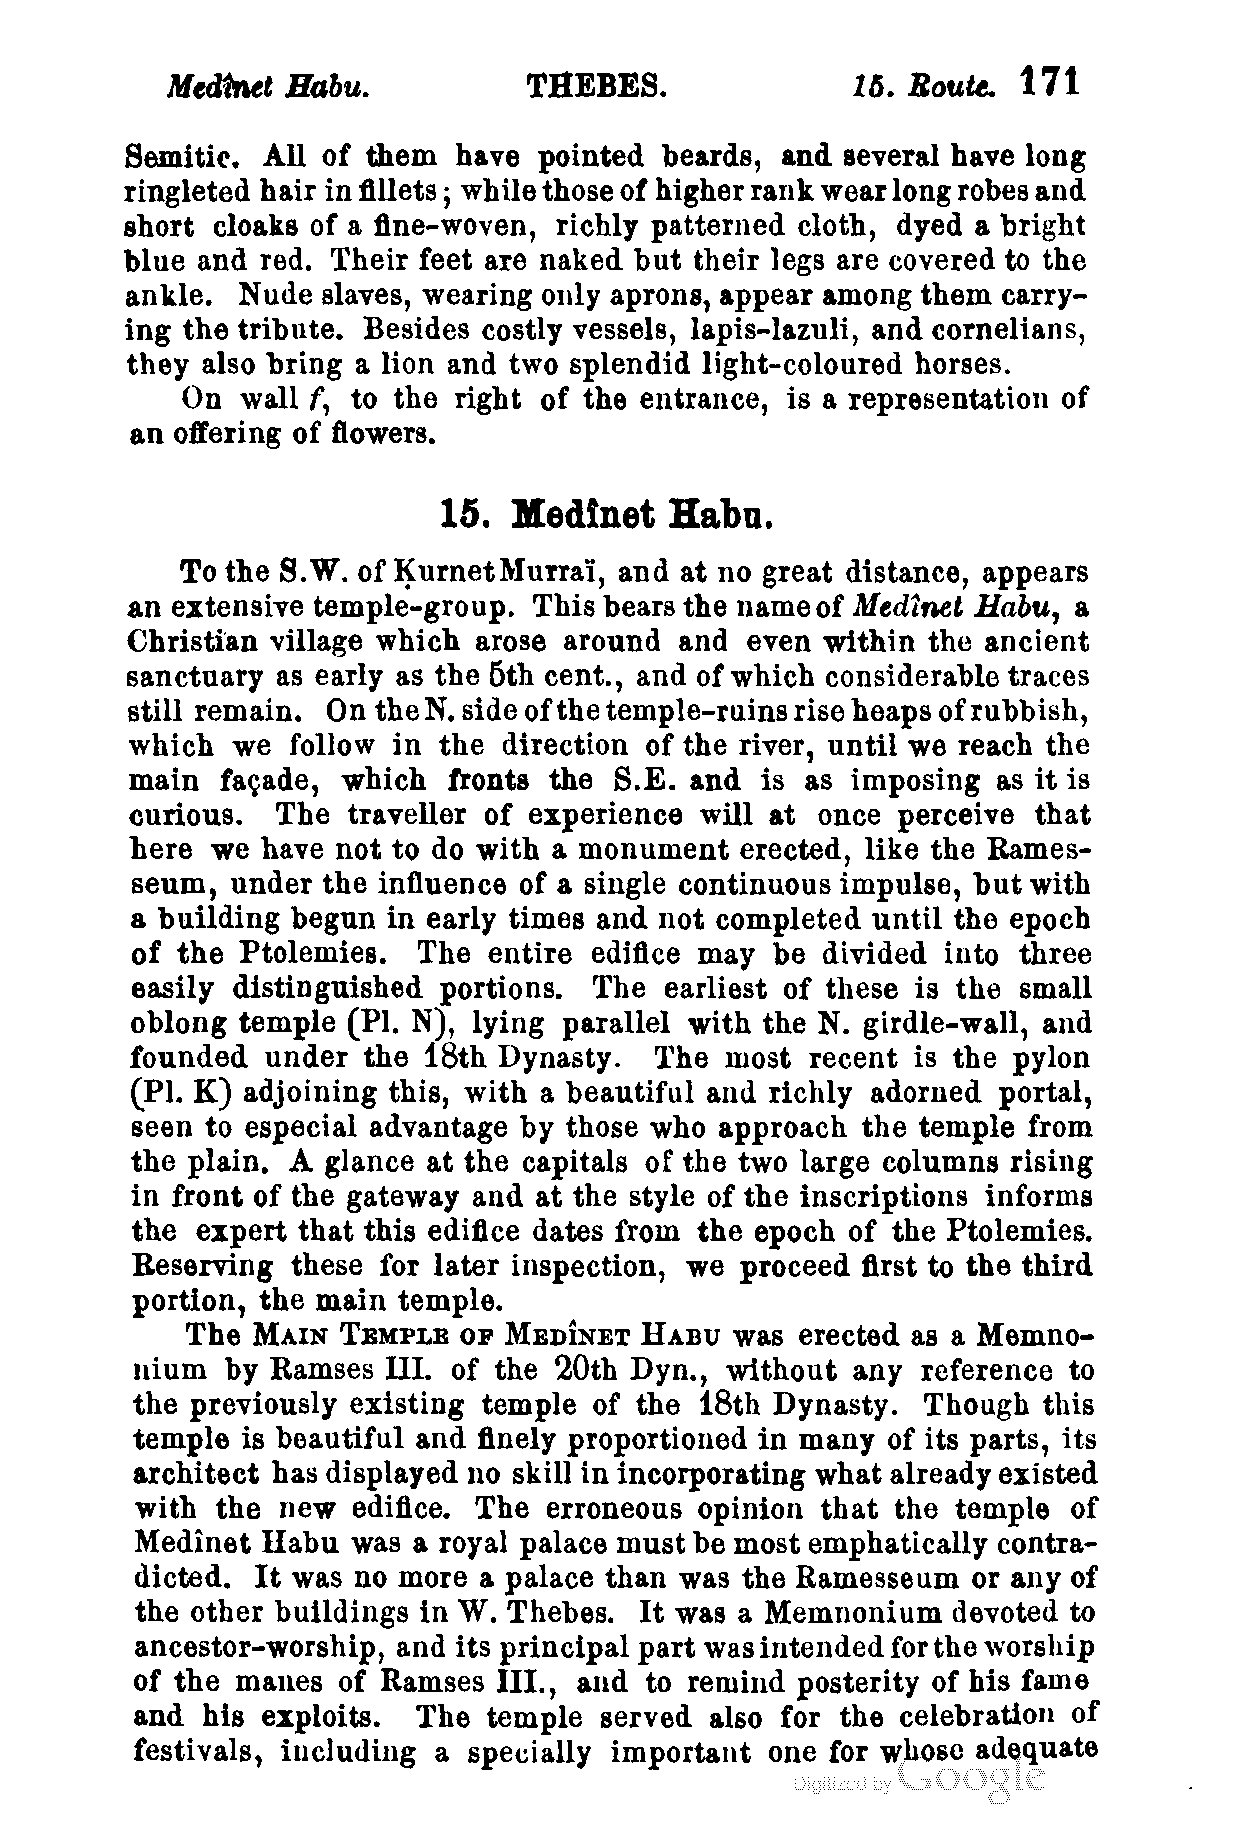 Medînet Habu. THEBES. 15. Route. 171
Semitic. All of them have pointed beards, and several have long
ringleted hair in fillets; while those of higher rank wear long robes and
short cloaks of a fine-woven, richly patterned cloth, dyed a bright
blue and red. Their feet are naked but their legs are covered to the
ankle. Nude slaves, wearing only aprons, appear among them carry-
ing the tribute. Besides costly vessels, lapis-lazuli, and cornelians,
they also bring a lion and two splendid light-coloured horses.
On wall f, to the right of the entrance, is a representation of
an offering of flowers.
15. Medînet Habu.
To the S.W. of Ḳurnet Murraï, and at no great distance, appears
an extensive temple-group. This bears the name of Medînet Habu, a
Christian village which arose around and even within the ancient
sanctuary as early as the 5th cent., and of which considerable traces
still remain. On the N. side of the temple-ruins rise heaps of rubbish,
which we follow in the direction of the river, until we reach the
main façade, which fronts the S.E. and is as imposing as it is
curious. The traveller of experience will at once perceive that
here we have not to do with a monument erected, like the Rames-
seum, under the influence of a single continuous impulse, but with
a building begun in early times and not completed until the epoch
of the Ptolemies. The entire edifice may be divided into three
easily distinguished portions. The earliest of these is the small
oblong temple (Pl. N), lying parallel with the N. girdle-wall, and
founded under the 18th Dynasty. The most recent is the pylon
(Pl. K) adjoining this, with a beautiful and richly adorned portal,
seen to especial advantage by those who approach the temple from
the plain. A glance at the capitals of the two large columns rising
in front of the gateway and at the style of the inscriptions informs
the expert that this edifice dates from the epoch of the Ptolemies.
Reserving these for later inspection, we proceed first to the third
portion, the main temple.
The MAIN TEMPLE OF MEDÎNET HABU was erected as a Memno-
nium by Ramses III. of the 20th Dyn., without any reference to
the previously existing temple of the 18th Dynasty. Though this
temple is beautiful and finely proportioned in many of its parts, its
architect has displayed no skill in incorporating what already existed
with the new edifice. The erroneous opinion that the temple of
Medînet Habu was a royal palace must be most emphatically contra-
dicted. It was no more a palace than was the Ramesseum or any of
the other buildings in W. Thebes. It was a Memnonium devoted to
ancestor-worship, and its principal part was intended for the worship
of the manes of Ramses III., and to remind posterity of his fame
and his exploits. The temple served also for the celebration of
festivals, including a specially important one for whose adequate
Digitized by Google